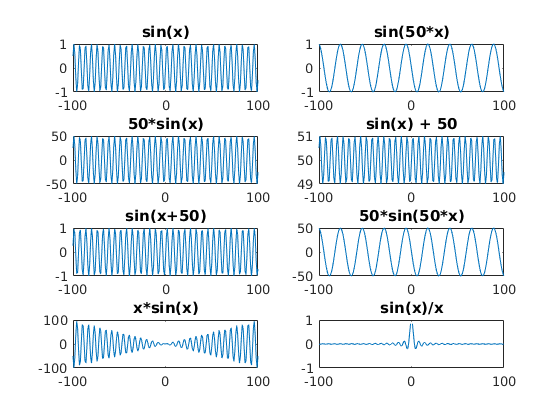 sin(x)
1
0
-1
-100 0 100
sin(50*x)
1
0
-1
-100 0 100
50*sin(x)
50
0
-50
-100 0 100
sin(x) + 50
51
50
49
-100 0 100
sin(x+50)
1
0
-1
-100 0 100
50*sin(50*x)
50
0
-50
-100 0 100
x*sin(x)
100
0
-100
-100 0 100
sin(x)/x
1
0
-1
-100 0 100